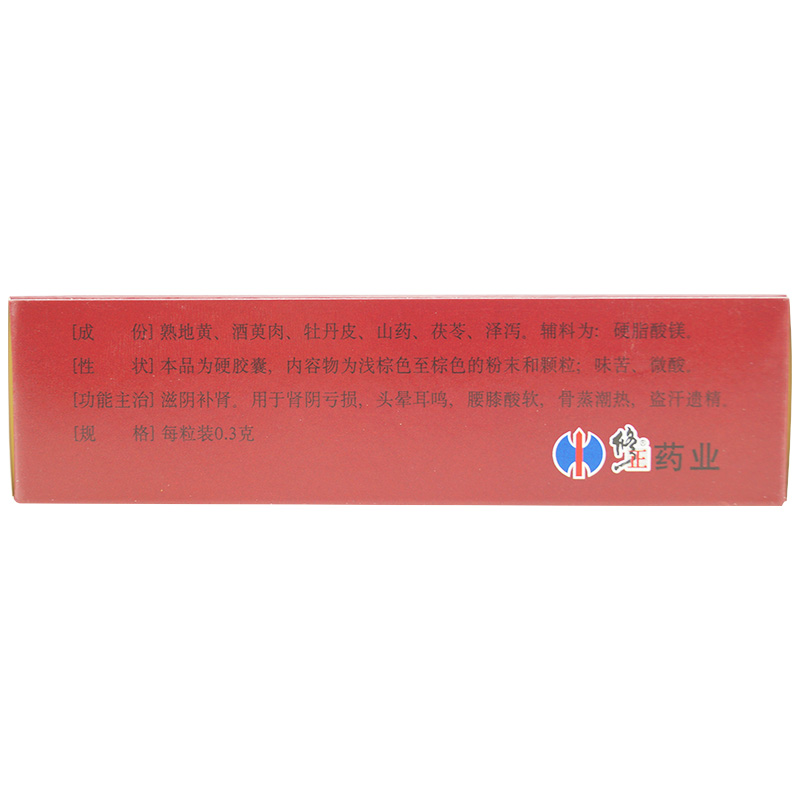 [成　　份] 熟地黄、酒萸肉、牡丹皮、山药、茯苓、泽泻。辅料为：硬脂酸镁。
[性　　状] 本品为硬胶囊，内容物为浅棕色至棕色的粉末和颗粒；味苦、微酸。
[功能主治] 滋阴补肾。用于肾阴亏损，头晕耳鸣，腰膝酸软，骨蒸潮热，盗汗遗精。
[规　　格] 每粒装0.3克
修正药业